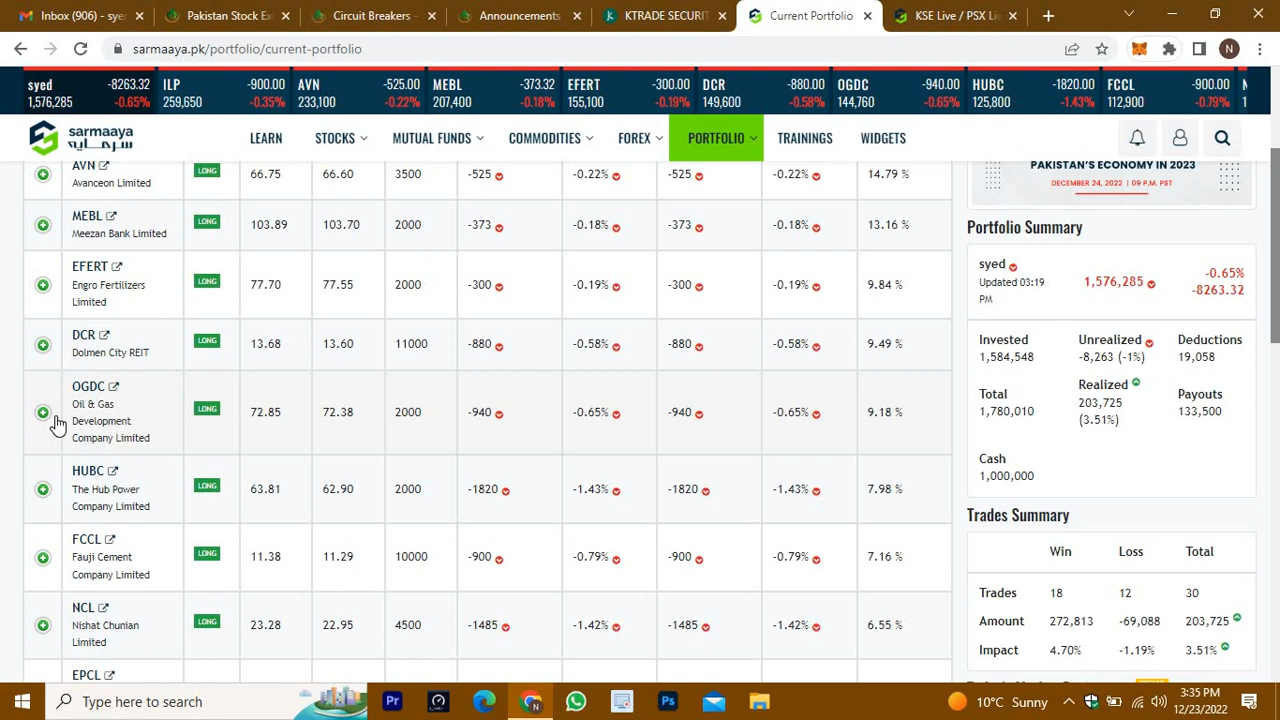 Inbox (906) - syes
Pakistan Stock Ex
Circuit Breakers -
Announcements
KTRADE SECURIT
Current Portfolio
KSE Live / PSX Li
sarmaaya.pk/portfolio/current-portfolio
N
syed -8263.32 ILP -900.00 AVN -525.00 MEBL -373.32 EFERT -300.00 DCR -880.00 OGDC -940.00 HUBC -1820.00 FCCL -900.00
1,576,285 -0.65% 259,650 -0.35% 233,100 -0.22% 207,400 -0.18% 155,100 -0.19% 149,600 -0.58% 144,760 -0.65% 125,800 -1.43% 112,900 -0.79%
sarmaaya
سرمایہ
LEARN STOCKS MUTUAL FUNDS COMMODITIES FOREX PORTFOLIO TRAININGS WIDGETS
AVN
Avanceon Limited
LONG 66.75 66.60 3500 -525 -0.22% -525 -0.22% 14.79 %
MEBL
Meezan Bank Limited
LONG 103.89 103.70 2000 -373 -0.18% -373 -0.18% 13.16 %
EFERT
Engro Fertilizers
Limited
LONG 77.70 77.55 2000 -300 -0.19% -300 -0.19% 9.84 %
DCR
Dolmen City REIT
LONG 13.68 13.60 11000 -880 -0.58% -880 -0.58% 9.49 %
OGDC
Oil & Gas
Development
Company Limited
LONG 72.85 72.38 2000 -940 -0.65% -940 -0.65% 9.18 %
HUBC
The Hub Power
Company Limited
LONG 63.81 62.90 2000 -1820 -1.43% -1820 -1.43% 7.98 %
FCCL
Fauji Cement
Company Limited
LONG 11.38 11.29 10000 -900 -0.79% -900 -0.79% 7.16 %
NCL
Nishat Chunian
Limited
LONG 23.28 22.95 4500 -1485 -1.42% -1485 -1.42% 6.55 %
EPCL
PAKISTAN'S ECONOMY IN 2023
DECEMBER 24, 2022 | 09 P.M. PST
Portfolio Summary
syed
Updated 03:19
PM
1,576,285
-0.65%
-8263.32
Invested Unrealized Deductions
1,584,548 -8,263 (-1%) 19,058
Total Realized Payouts
1,780,010 203,725 133,500
(3.51%)
Cash
1,000,000
Trades Summary
Win Loss Total
Trades 18 12 30
Amount 272,813 -69,088 203,725
Impact 4.70% -1.19% 3.51%
Type here to search
Pr
Ps
10°C Sunny
3:35 PM
12/23/2022